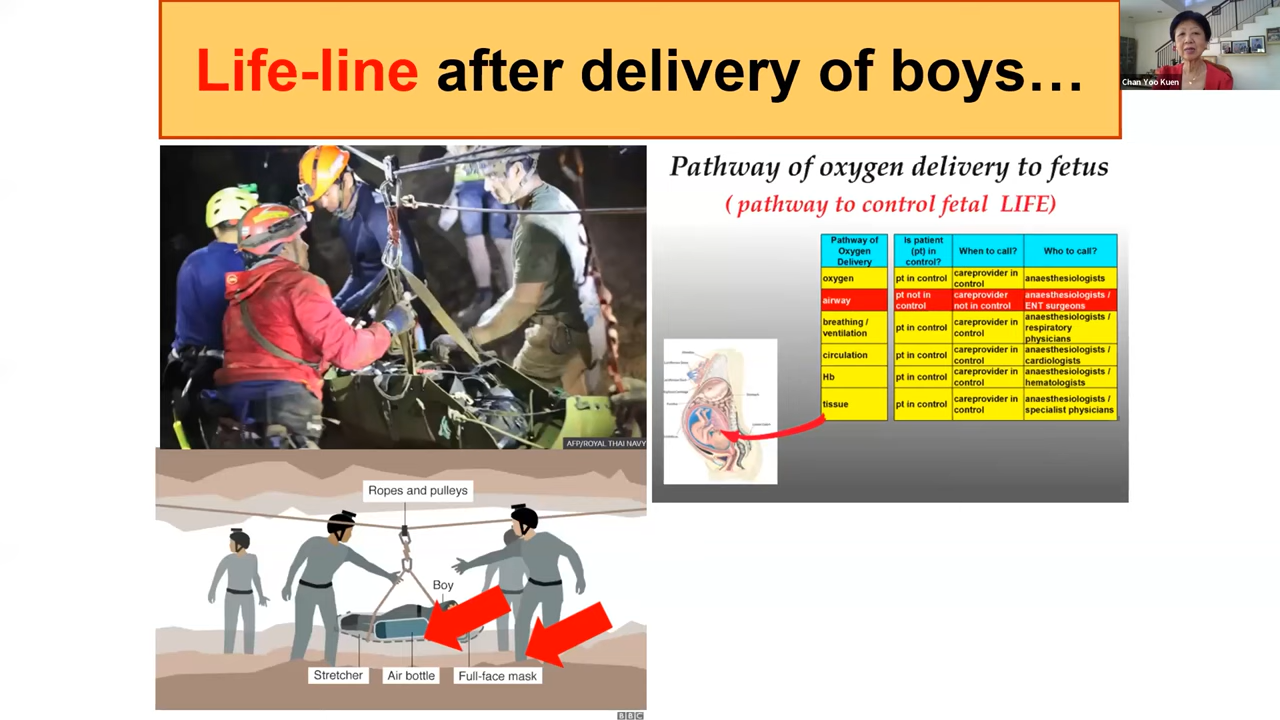 Life-line after delivery of boys…
Chan Yoo Kuen
AFP/ROYAL THAI NAVY
Ropes and pulleys
Boy
Stretcher
Air bottle
Full-face mask
BBC
Pathway of oxygen delivery to fetus
( pathway to control fetal LIFE)
Pathway of
Oxygen
Delivery
Is patient
(pt) in
control?
When to call?
Who to call?
oxygen
pt in control
careprovider in
control
anaesthesiologists
airway
pt not in
control
careprovider
not in control
anaesthesiologists /
ENT surgeons
breathing /
ventilation
pt in control
careprovider in
control
anaesthesiologists /
respiratory
physicians
circulation
pt in control
careprovider in
control
anaesthesiologists /
cardiologists
Hb
pt in control
careprovider in
control
anaesthesiologists /
hematologists
tissue
pt in control
careprovider in
control
anaesthesiologists /
specialist physicians